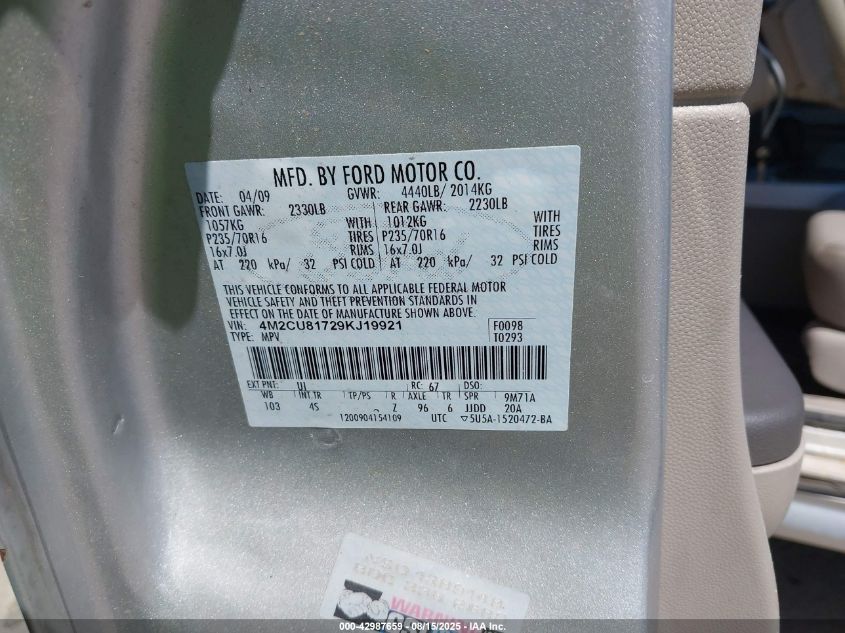 MFD. BY FORD MOTOR CO.
DATE: 04/09 GVWR: 4440LB/ 2014KG
FRONT GAWR: 2330LB REAR GAWR: 2230LB
1057KG WITH 1012KG WITH
P235/70R16 TIRES P235/70R16 TIRES
16x7.0J RIMS 16x7.0J RIMS
AT 220 kPa/ 32 PSI COLD AT 220 kPa/ 32 PSI COLD
THIS VEHICLE CONFORMS TO ALL APPLICABLE FEDERAL MOTOR
VEHICLE SAFETY AND THEFT PREVENTION STANDARDS IN
EFFECT ON THE DATE OF MANUFACTURE SHOWN ABOVE.
VIN: 4M2CU81729KJ19921 F0098
TYPE: MPV T0293
EXT PNT: UI RC: 67 DSO:
WB INT TR TP/PS R AXLE TR SPR 9M71A
103 4S Z 96 6 JJDD 20A
1200904154109 UTC ▽5U5A-1520472-BA
WARN
000-42987659 - 08/15/2025 - IAA, Inc.